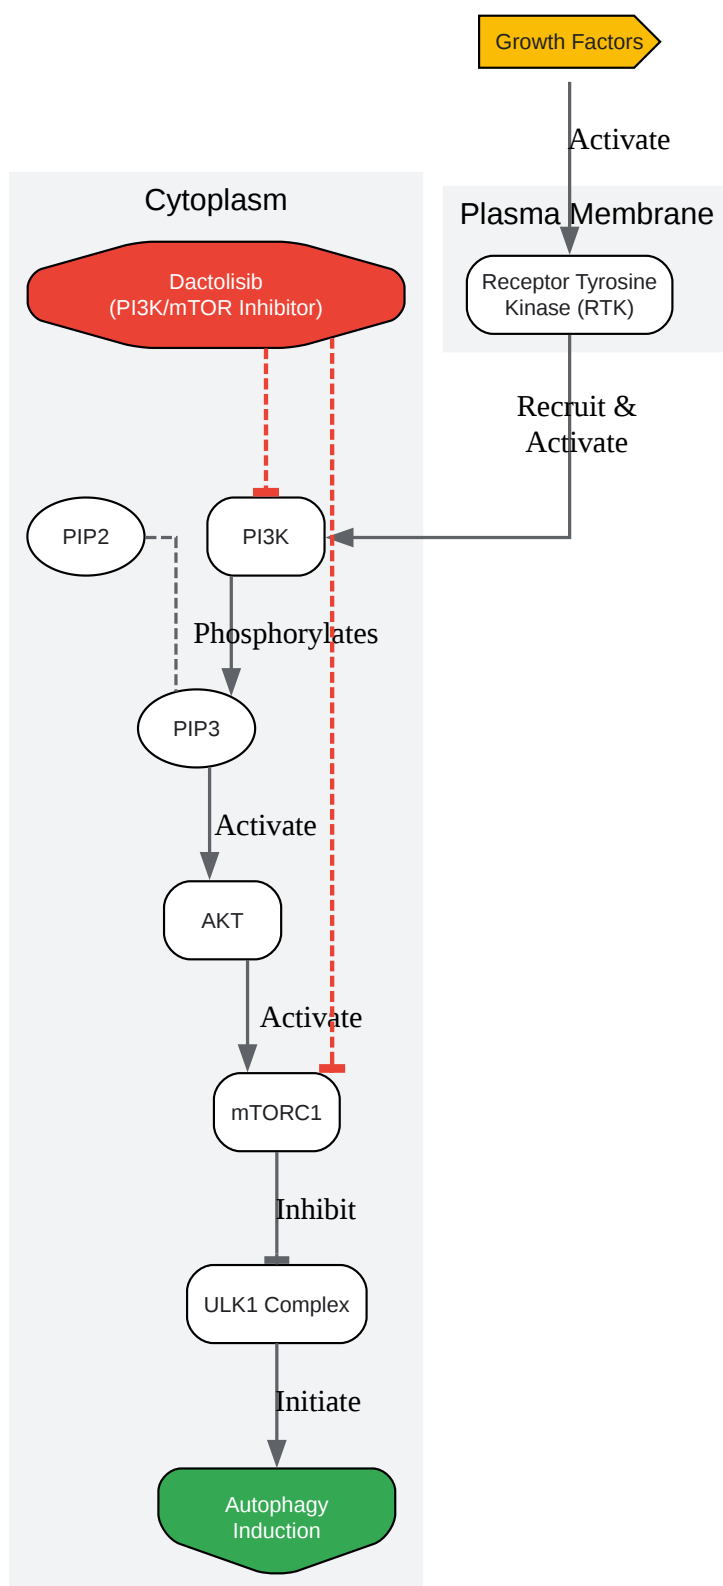 Growth Factors
Activate
Cytoplasm
Plasma Membrane
Dactolisib
(PI3K/mTOR Inhibitor)
Receptor Tyrosine
Kinase (RTK)
Recruit &
Activate
PIP2
PI3K
Phosphorylates
PIP3
Activate
AKT
Activate
mTORC1
Inhibit
ULK1 Complex
Initiate
Autophagy
Induction